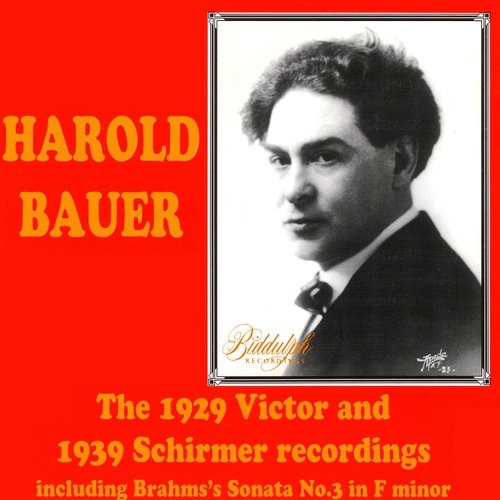 HAROLD
BAUER
Biddulph
RECORDINGS
The 1929 Victor and
1939 Schirmer recordings
including Brahms's Sonata No.3 in F minor